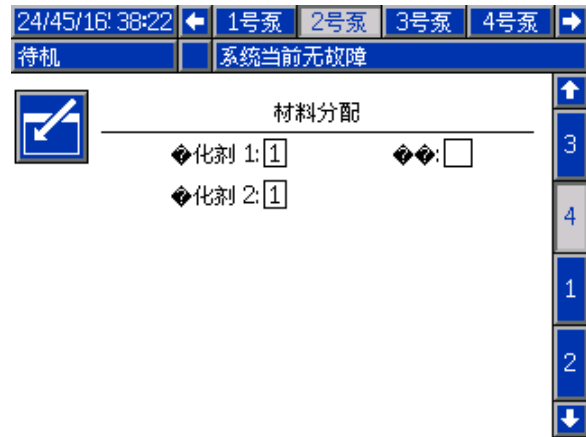 24/45/16! 38:22 1号泵 2号泵 3号泵 4号泵
待机 系统当前无故障
材料分配
3
�化剂 1: 1 ��:
�化剂 2: 1
4
1
2